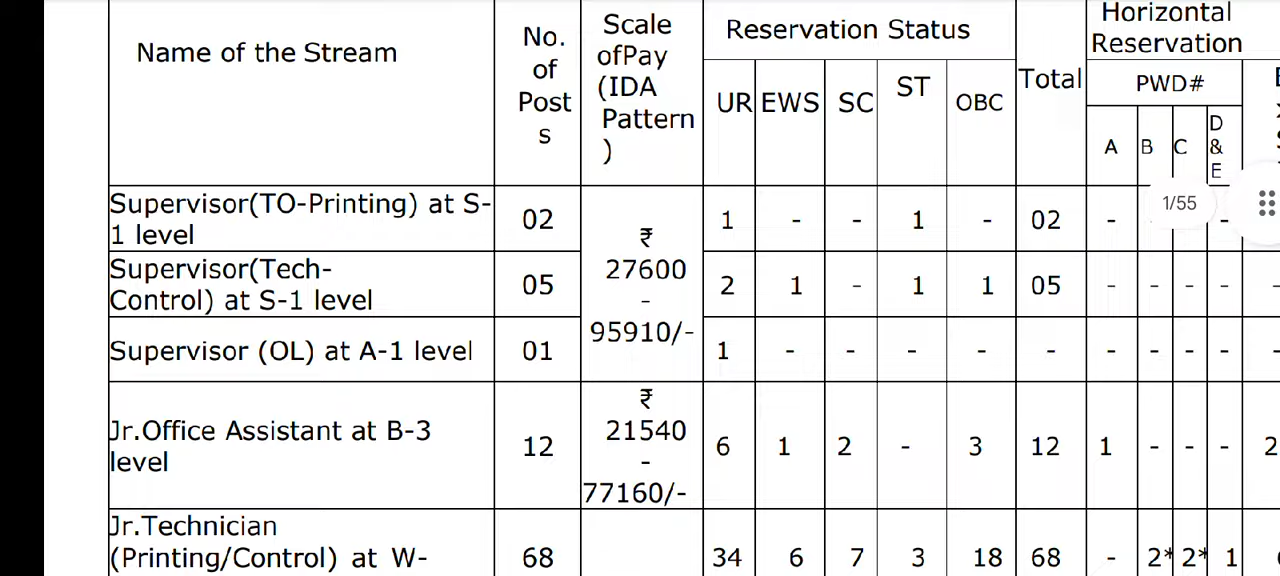 Name of the Stream
No. of Post s
Scale ofPay (IDA Pattern )
Reservation Status
UR EWS SC ST OBC
Total
Horizontal Reservation
PWD#
A B C D & E
Supervisor(TO-Printing) at S-
1 level
02 1 - - 1 - 02 - -
1/55
Supervisor(Tech-
Control) at S-1 level
05 2 1 - 1 1 05 - - - - -
₹
27600
-
95910/-
Supervisor (OL) at A-1 level 01 1 - - - - - - - - - -
Jr.Office Assistant at B-3
level
12
₹
21540
-
77160/-
6 1 2 - 3 12 1 - - - 2
Jr.Technician
(Printing/Control) at W-
68 34 6 7 3 18 68 - 2* 2* 1